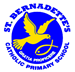 ST. BERNADETTE'S
CATHOLIC PRIMARY SCHOOL